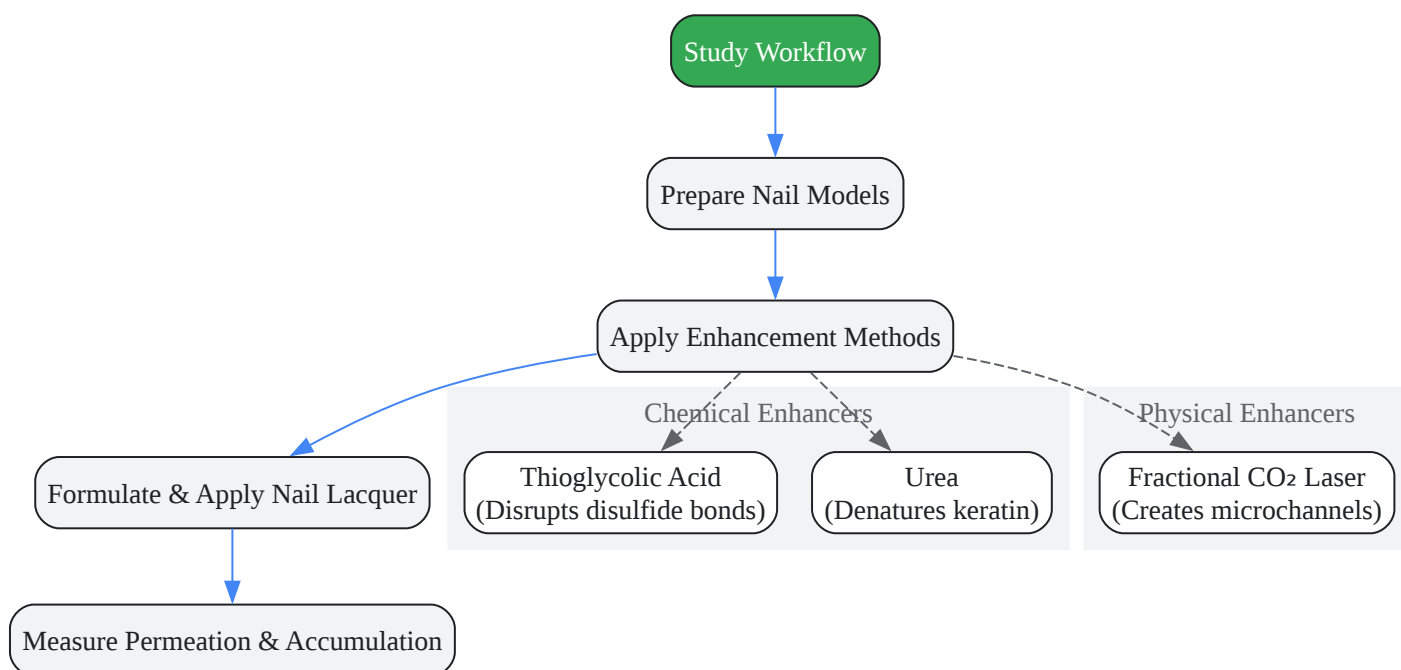 Study Workflow
Prepare Nail Models
Apply Enhancement Methods
Chemical Enhancers
Physical Enhancers
Thioglycolic Acid
(Disrupts disulfide bonds)
Urea
(Denatures keratin)
Fractional CO₂ Laser
(Creates microchannels)
Formulate & Apply Nail Lacquer
Measure Permeation & Accumulation